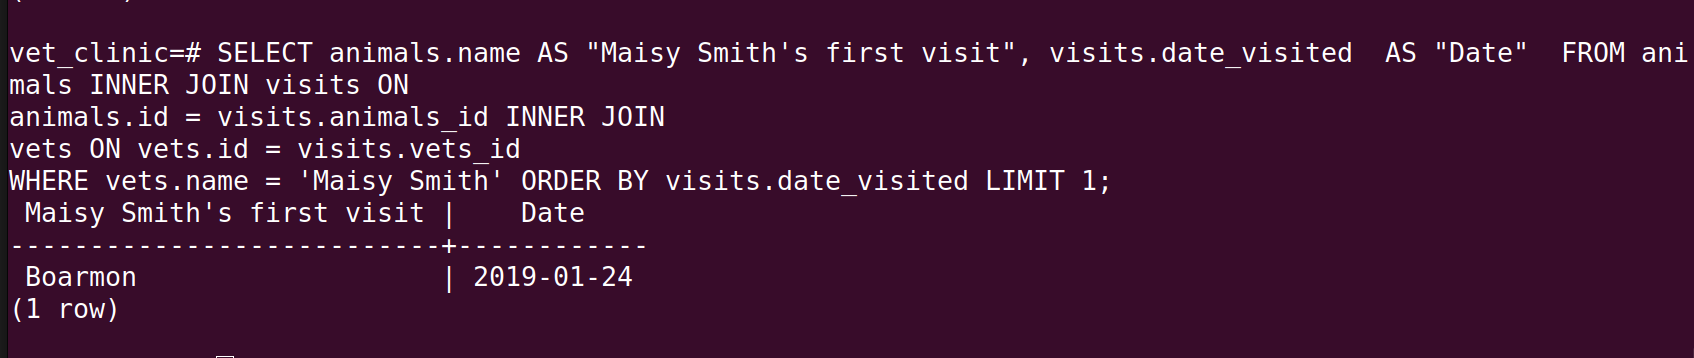 vet_clinic=# SELECT animals.name AS "Maisy Smith's first visit", visits.date_visited  AS "Date"  FROM ani
mals INNER JOIN visits ON
animals.id = visits.animals_id INNER JOIN
vets ON vets.id = visits.vets_id
WHERE vets.name = 'Maisy Smith' ORDER BY visits.date_visited LIMIT 1;
 Maisy Smith's first visit |    Date
---------------------------+------------
 Boarmon                   | 2019-01-24
(1 row)